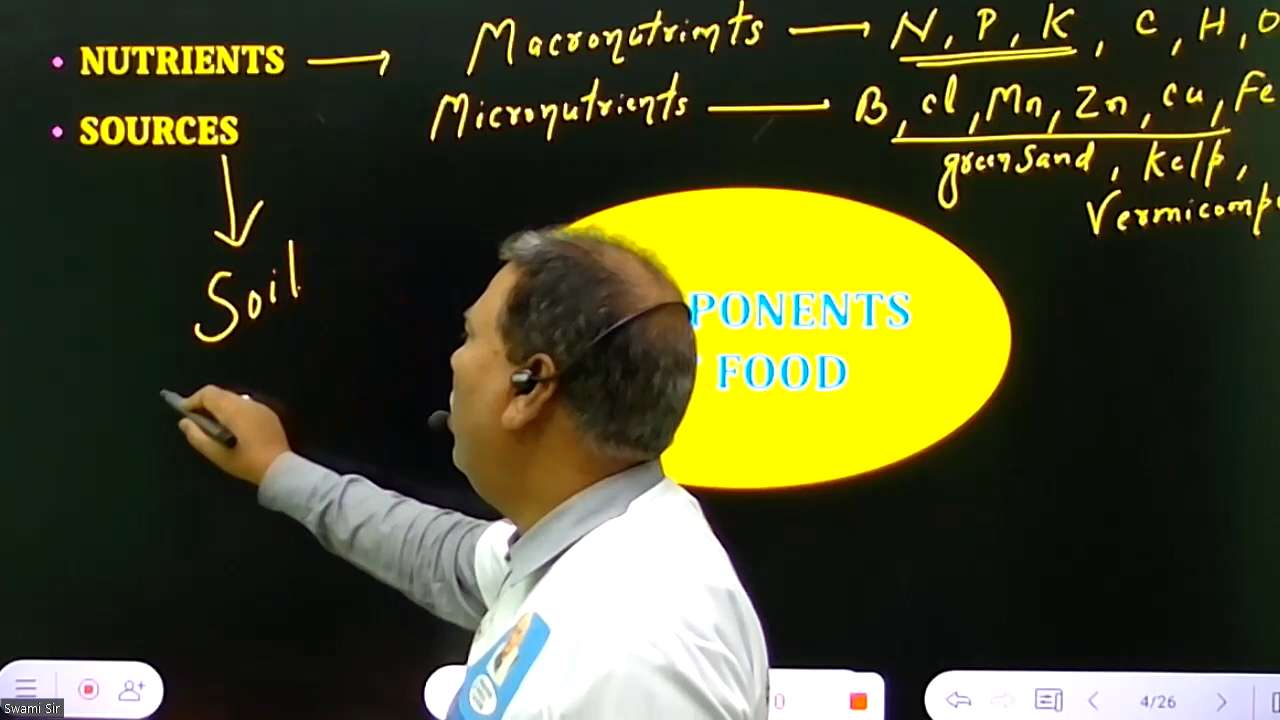 • NUTRIENTS → Macronutrients — N, P, K, C, H, O
Micronutrients — B, Cl, Mn, Zn, Cu, Fe
• SOURCES
greensand, Kelp,
Vermicomp
Soil
PONENTS
FOOD
4/26
Swami Sir